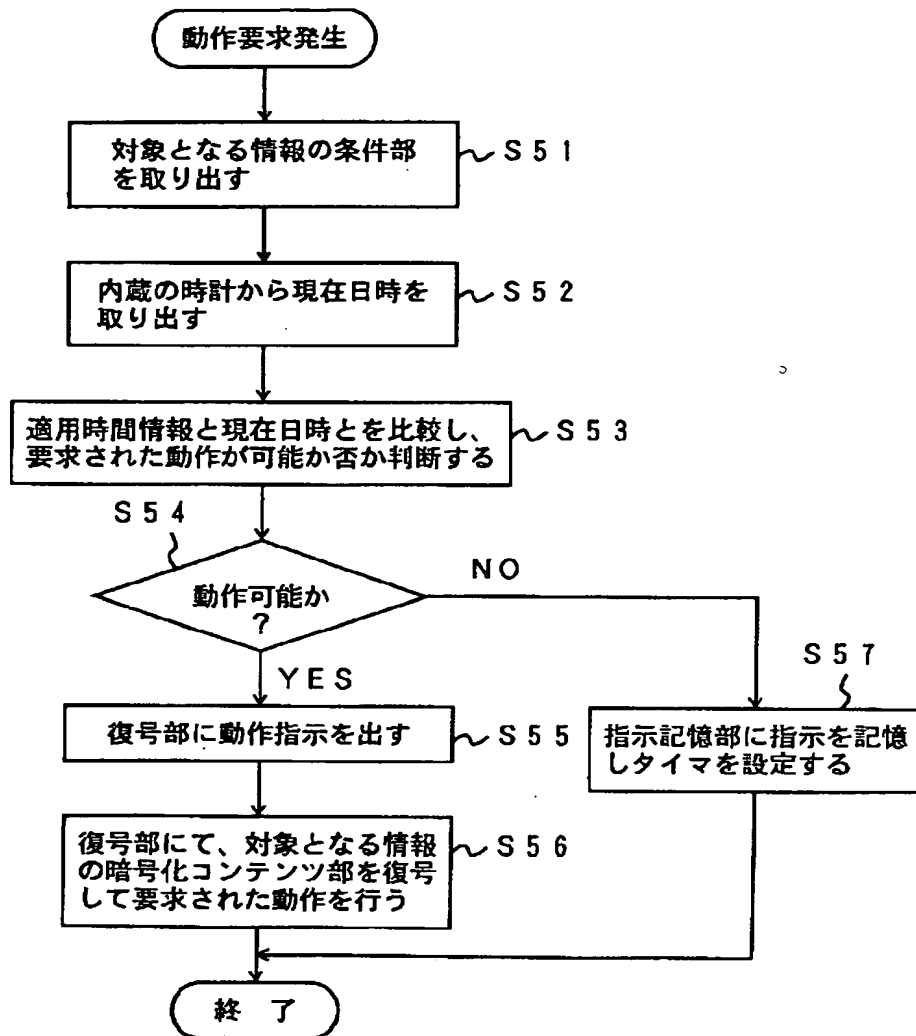 動作要求発生
対象となる情報の条件部
を取り出す
S51
内蔵の時計から現在日時を
取り出す
S52
適用時間情報と現在日時とを比較し、
要求された動作が可能か否か判断する
S53
S54
動作可能か
?
NO
YES
復号部に動作指示を出す
S55
S57
指示記憶部に指示を記憶
しタイマを設定する
復号部にて、対象となる情報
の暗号化コンテンツ部を復号
して要求された動作を行う
S56
終 了